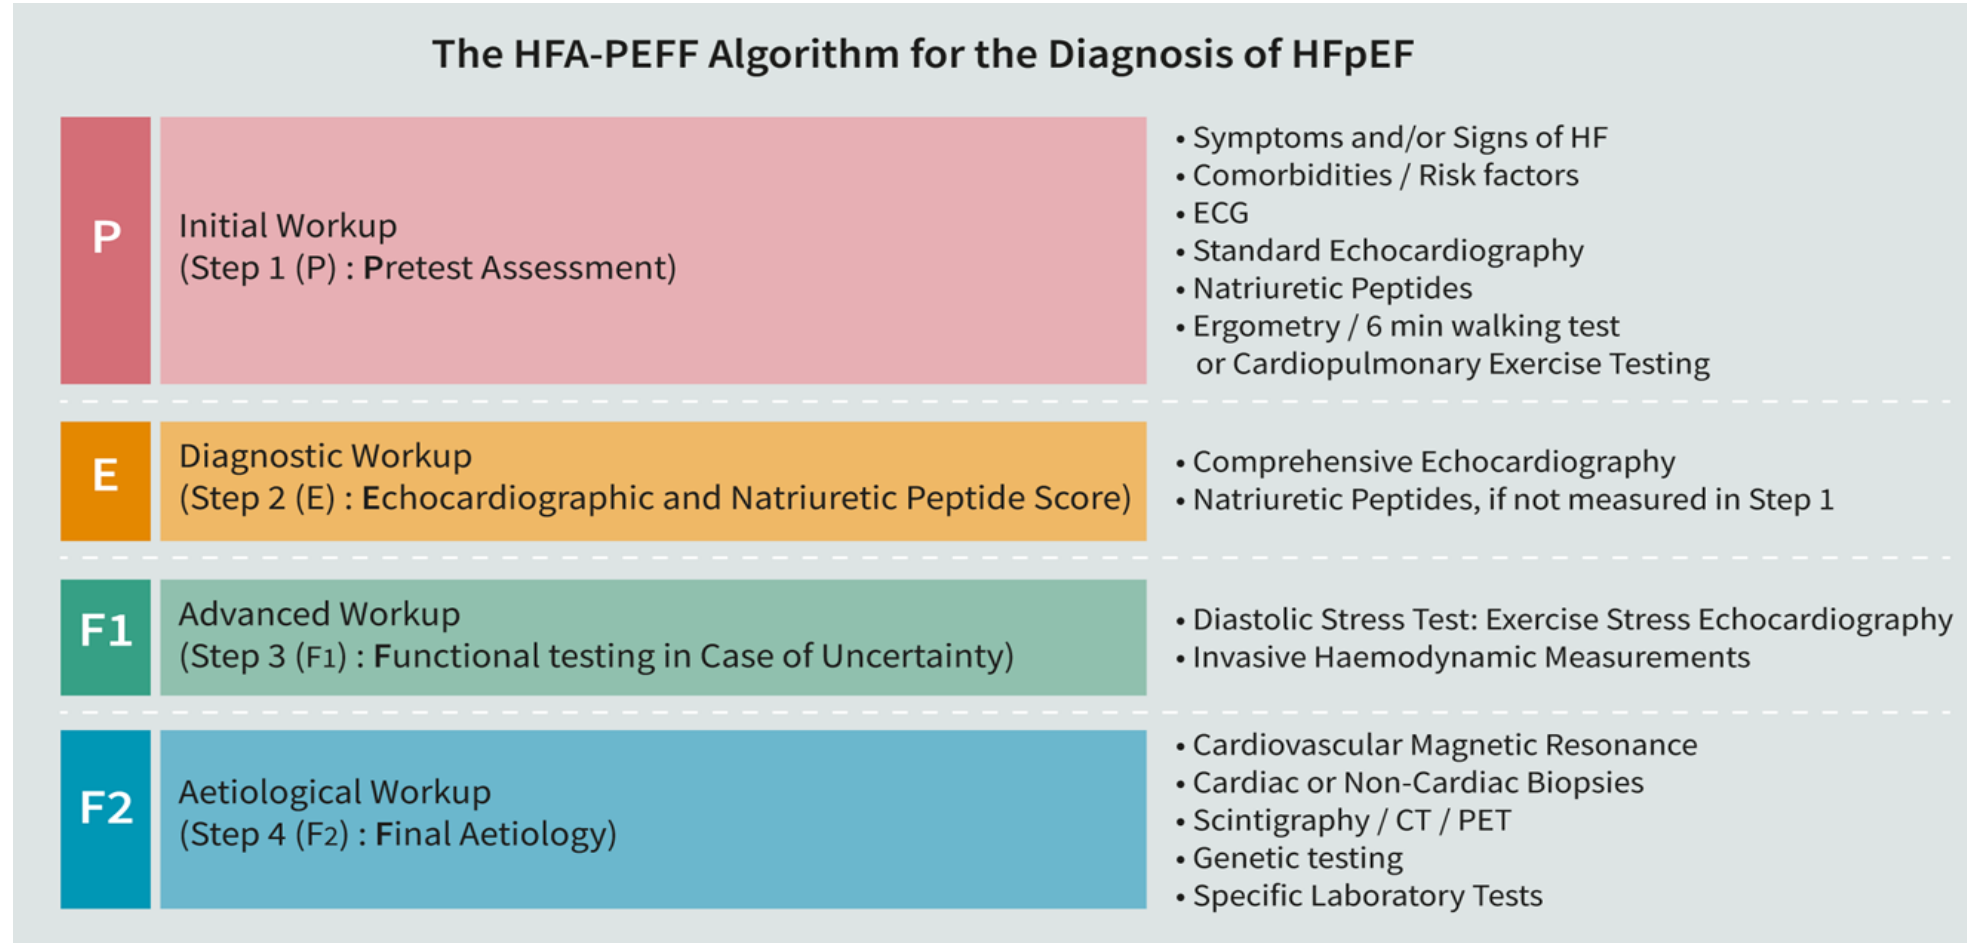 The HFA-PEFF Algorithm for the Diagnosis of HFpEF
P
Initial Workup
(Step 1 (P) : Pretest Assessment)
• Symptoms and/or Signs of HF
• Comorbidities / Risk factors
• ECG
• Standard Echocardiography
• Natriuretic Peptides
• Ergometry / 6 min walking test
or Cardiopulmonary Exercise Testing
E
Diagnostic Workup
(Step 2 (E) : Echocardiographic and Natriuretic Peptide Score)
• Comprehensive Echocardiography
• Natriuretic Peptides, if not measured in Step 1
F1
Advanced Workup
(Step 3 (F1) : Functional testing in Case of Uncertainty)
• Diastolic Stress Test: Exercise Stress Echocardiography
• Invasive Haemodynamic Measurements
F2
Aetiological Workup
(Step 4 (F2) : Final Aetiology)
• Cardiovascular Magnetic Resonance
• Cardiac or Non-Cardiac Biopsies
• Scintigraphy / CT / PET
• Genetic testing
• Specific Laboratory Tests